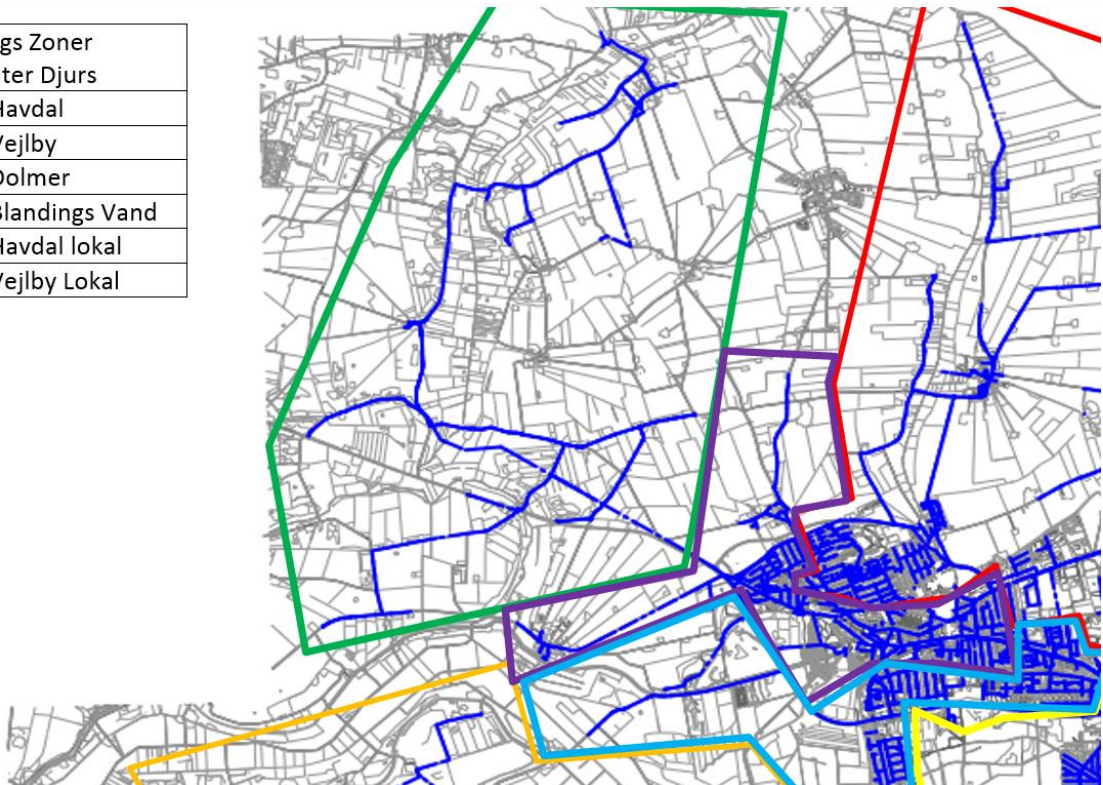 gs Zoner
ter Djurs
Havdal
Vejlby
Dolmer
Blandings Vand
Havdal lokal
Vejlby Lokal